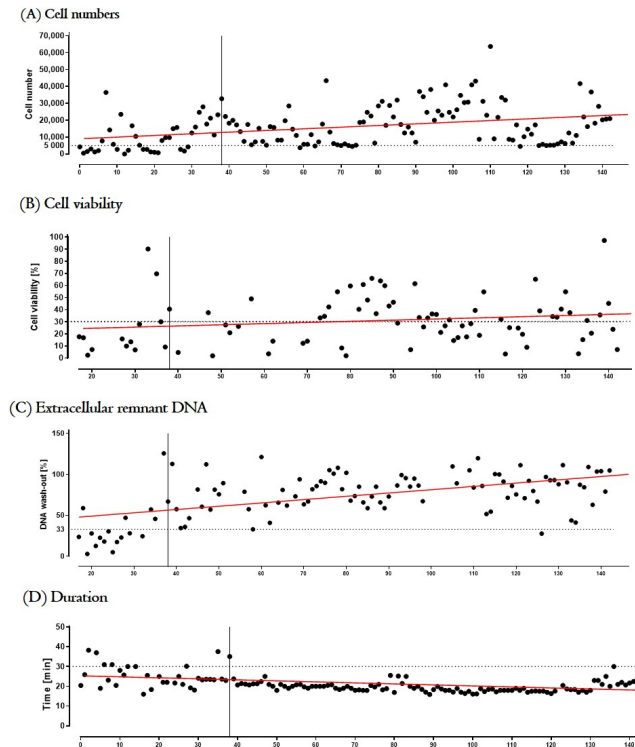 (A) Cell numbers
70,000
60,000
50,000
40,000
30,000
20,000
10,000
5,000
0
Cell number
0 10 20 30 40 50 60 70 80 90 100 110 120 130 140
(B) Cell viability
100
90
80
70
60
50
40
30
20
10
0
Cell viability [%]
20 30 40 50 60 70 80 90 100 110 120 130 140
(C) Extracellular remnant DNA
150
100
50
33
0
DNA wash-out [%]
20 30 40 50 60 70 80 90 100 110 120 130 140
(D) Duration
50
40
30
20
10
0
Time [min]
0 10 20 30 40 50 60 70 80 90 100 110 120 130 140